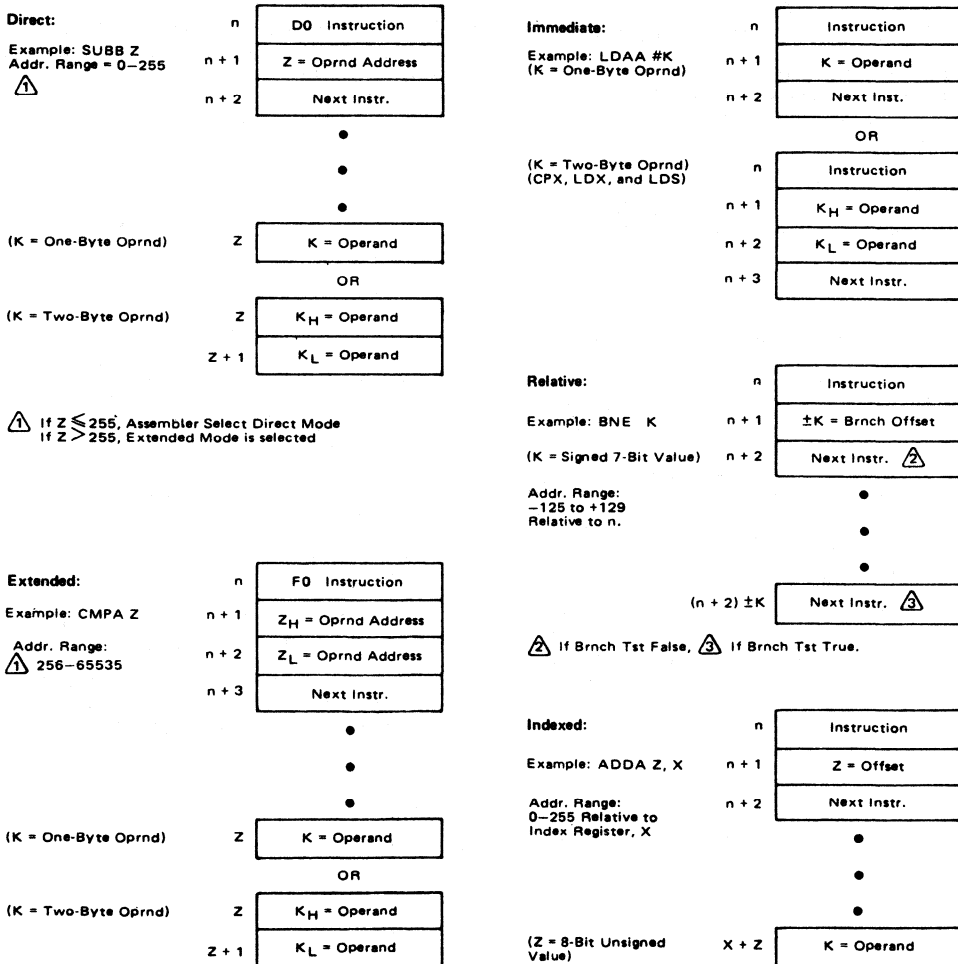 Direct:
n
D0 Instruction
Example: SUBB Z
Addr. Range = 0–255
⚠1
n + 1
Z = Oprnd Address
n + 2
Next Instr.
(K = One-Byte Oprnd)
Z
K = Operand
OR
(K = Two-Byte Oprnd)
Z
KH = Operand
Z + 1
KL = Operand
1 If Z ≤ 255, Assembler Select Direct Mode
If Z > 255, Extended Mode is selected
Extended:
n
F0 Instruction
Example: CMPA Z
n + 1
ZH = Oprnd Address
Addr. Range:
1 256–65535
n + 2
ZL = Oprnd Address
n + 3
Next Instr.
(K = One-Byte Oprnd)
Z
K = Operand
OR
(K = Two-Byte Oprnd)
Z
KH = Operand
Z + 1
KL = Operand
Immediate:
n
Instruction
Example: LDAA #K
(K = One-Byte Oprnd)
n + 1
K = Operand
n + 2
Next Inst.
OR
(K = Two-Byte Oprnd)
(CPX, LDX, and LDS)
n
Instruction
n + 1
KH = Operand
n + 2
KL = Operand
n + 3
Next Instr.
Relative:
n
Instruction
Example: BNE K
n + 1
±K = Brnch Offset
(K = Signed 7-Bit Value)
n + 2
Next Instr. 2
Addr. Range:
–125 to +129
Relative to n.
(n + 2) ±K
Next Instr. 3
2 If Brnch Tst False, 3 If Brnch Tst True.
Indexed:
n
Instruction
Example: ADDA Z, X
n + 1
Z = Offset
Addr. Range:
0–255 Relative to
Index Register, X
n + 2
Next Instr.
(Z = 8-Bit Unsigned
Value)
X + Z
K = Operand